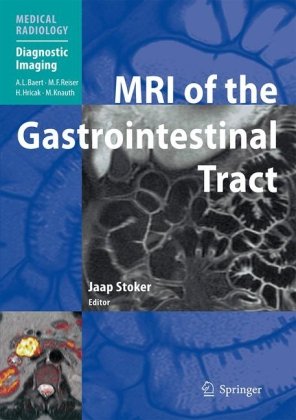 MEDICAL
RADIOLOGY
Diagnostic
Imaging
A.L. Baert · M.F. Reiser
H. Hricak · M. Knauth
MRI of the
Gastrointestinal
Tract
Jaap Stoker
Editor
Springer